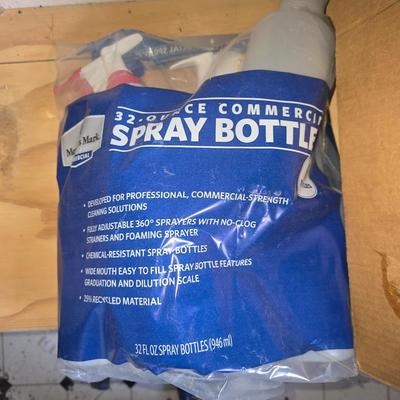 32-OUNCE COMMERCI
SPRAY BOTTLE
Mark
• DEVELOPED FOR PROFESSIONAL, COMMERCIAL-STRENGTH
CLEANING SOLUTIONS
• FULLY ADJUSTABLE 360° SPRAYERS WITH NO-CLOG
STRAINERS AND FOAMING SPRAYER
• CHEMICAL-RESISTANT SPRAY BOTTLES
• WIDE MOUTH EASY TO FILL SPRAY BOTTLE FEATURES
GRADUATION AND DILUTION SCALE
• 25% RECYCLED MATERIAL
32 FL OZ SPRAY BOTTLES (946 ml)